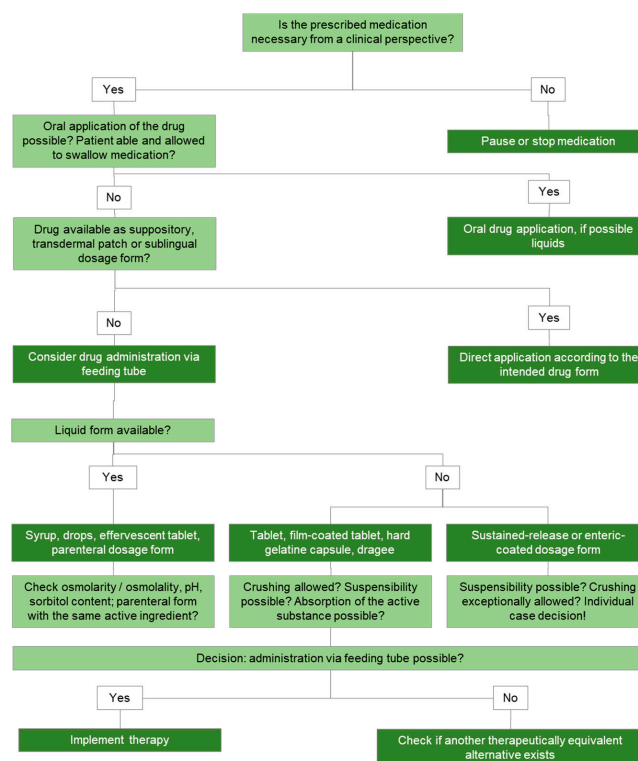 Is the prescribed medication
necessary from a clinical perspective?
Yes
No
Oral application of the drug
possible? Patient able and allowed
to swallow medication?
Pause or stop medication
No
Yes
Drug available as suppository,
transdermal patch or sublingual
dosage form?
Oral drug application, if possible
liquids
No
Yes
Consider drug administration via
feeding tube
Direct application according to the
intended drug form
Liquid form available?
Yes
No
Syrup, drops, effervescent tablet,
parenteral dosage form
Tablet, film-coated tablet, hard
gelatine capsule, dragee
Sustained-release or enteric-
coated dosage form
Check osmolarity / osmolality, pH,
sorbitol content; parenteral form
with the same active ingredient?
Crushing allowed? Suspensibility
possible? Absorption of the active
substance possible?
Suspensibility possible? Crushing
exceptionally allowed? Individual
case decision!
Decision: administration via feeding tube possible?
Yes
No
Implement therapy
Check if another therapeutically equivalent
alternative exists